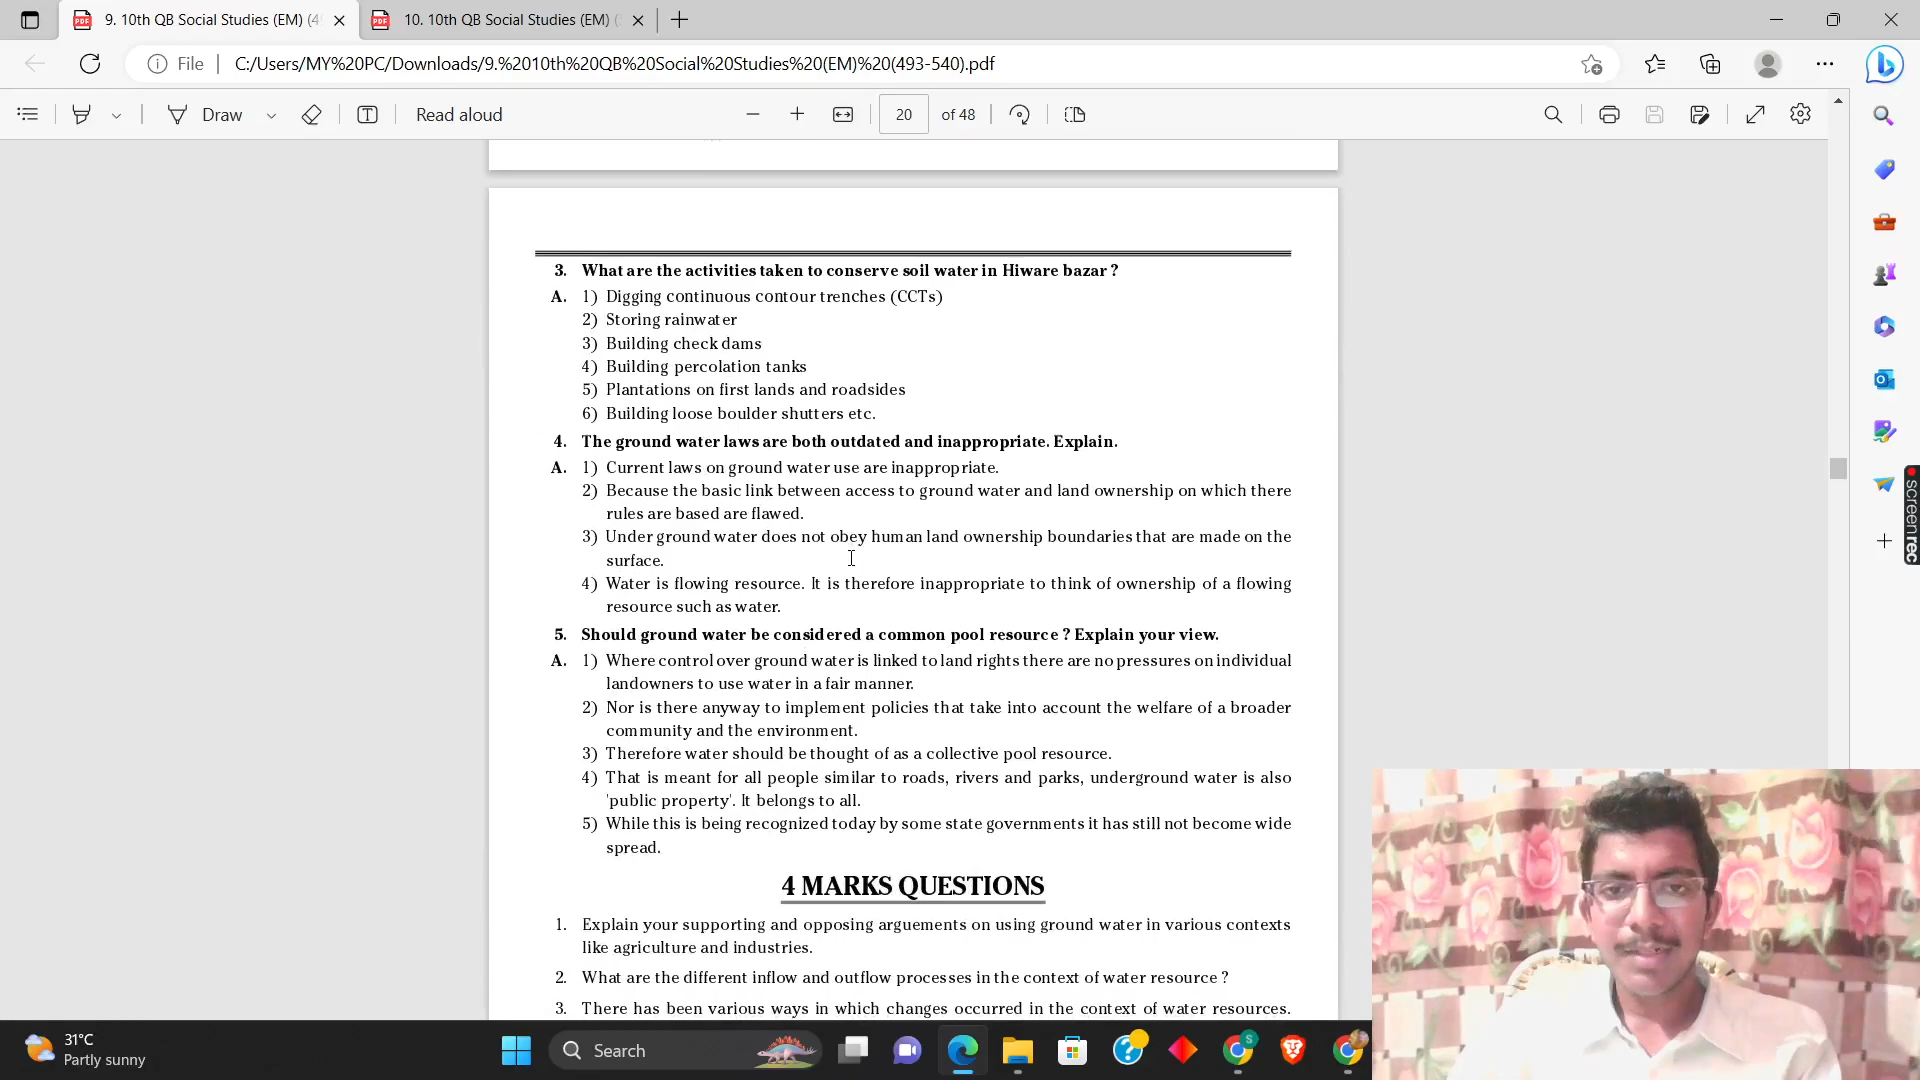 9. 10th QB Social Studies (EM) (4
10. 10th QB Social Studies (EM) (
File
C:/Users/MY%20PC/Downloads/9.%2010th%20QB%20Social%20Studies%20(EM)%20(493-540).pdf
Draw
Read aloud
20
of 48
3. What are the activities taken to conserve soil water in Hiware bazar ?
A. 1) Digging continuous contour trenches (CCTs)
2) Storing rainwater
3) Building check dams
4) Building percolation tanks
5) Plantations on first lands and roadsides
6) Building loose boulder shutters etc.
4. The ground water laws are both outdated and inappropriate. Explain.
A. 1) Current laws on ground water use are inappropriate.
2) Because the basic link between access to ground water and land ownership on which there
rules are based are flawed.
3) Under ground water does not obey human land ownership boundaries that are made on the
surface.
4) Water is flowing resource. It is therefore inappropriate to think of ownership of a flowing
resource such as water.
5. Should ground water be considered a common pool resource ? Explain your view.
A. 1) Where control over ground water is linked to land rights there are no pressures on individual
landowners to use water in a fair manner.
2) Nor is there anyway to implement policies that take into account the welfare of a broader
community and the environment.
3) Therefore water should be thought of as a collective pool resource.
4) That is meant for all people similar to roads, rivers and parks, underground water is also
'public property'. It belongs to all.
5) While this is being recognized today by some state governments it has still not become wide
spread.
4 MARKS QUESTIONS
1. Explain your supporting and opposing arguements on using ground water in various contexts
like agriculture and industries.
2. What are the different inflow and outflow processes in the context of water resource ?
3. There has been various ways in which changes occurred in the context of water resources.
screenrec
31°C
Partly sunny
Search